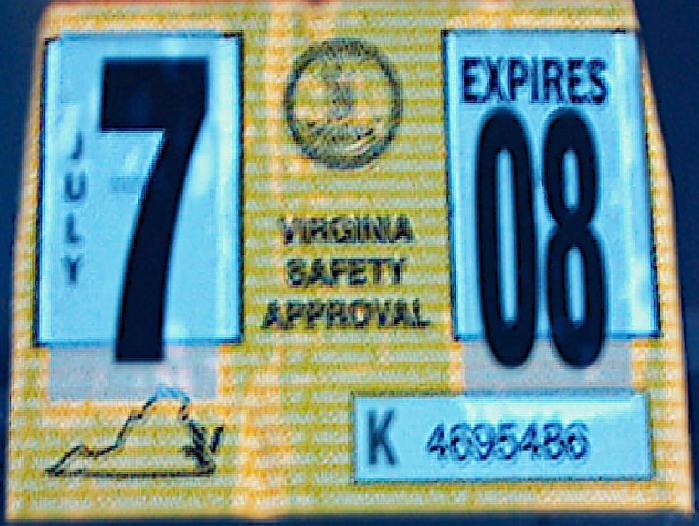 7
JULY
EXPIRES
08
VIRGINIA
SAFETY
APPROVAL
K 4695486